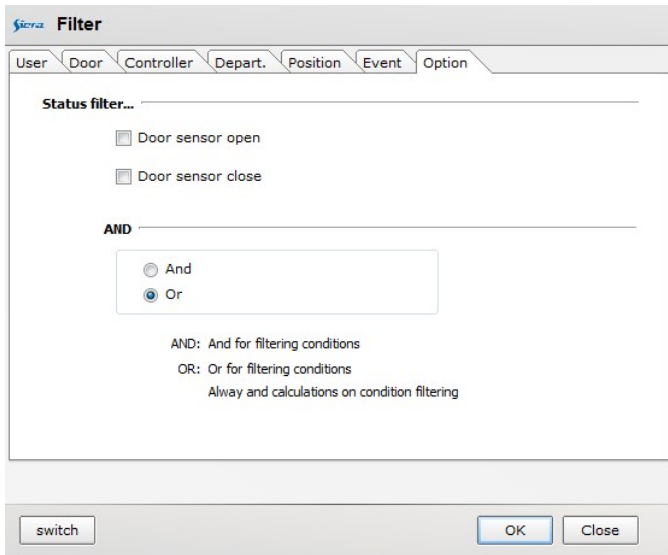 Siera Filter
User Door Controller Depart. Position Event Option
Status filter...
Door sensor open
Door sensor close
AND
And
Or
AND: And for filtering conditions
OR: Or for filtering conditions
Alway and calculations on condition filtering
switch OK Close